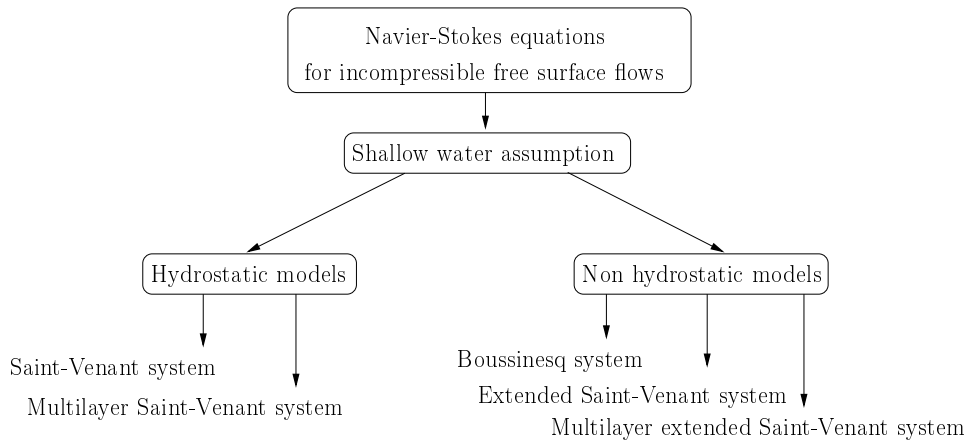 Navier-Stokes equations
for incompressible free surface flows
Shallow water assumption
Hydrostatic models
Non hydrostatic models
Saint-Venant system
Multilayer Saint-Venant system
Boussinesq system
Extended Saint-Venant system
Multilayer extended Saint-Venant system